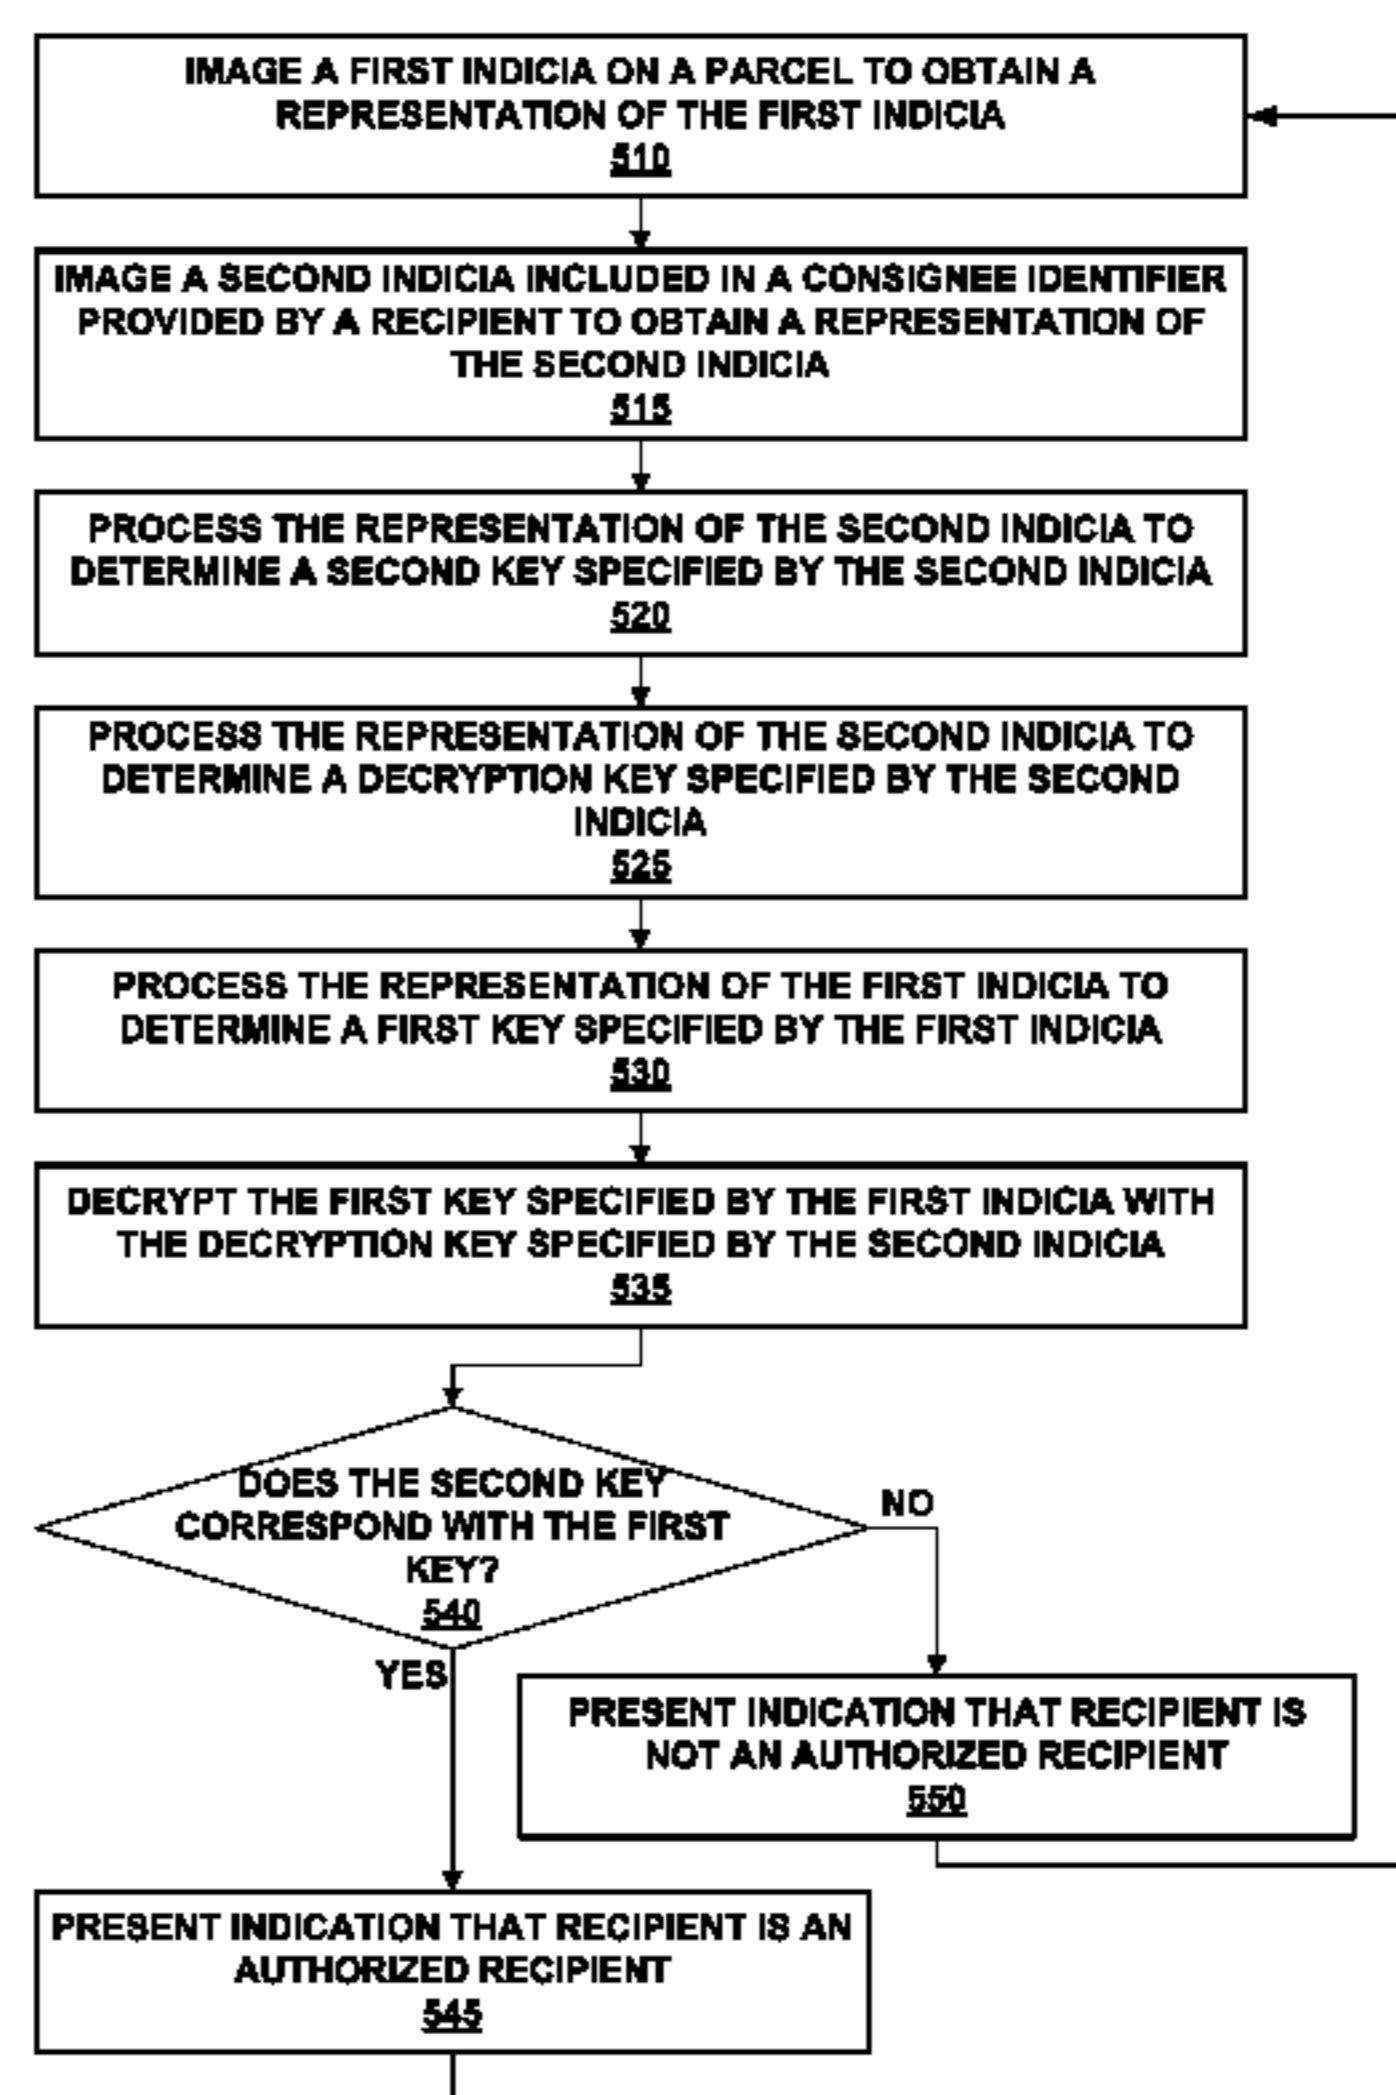 IMAGE A FIRST INDICIA ON A PARCEL TO OBTAIN A
REPRESENTATION OF THE FIRST INDICIA
510
IMAGE A SECOND INDICIA INCLUDED IN A CONSIGNEE IDENTIFIER
PROVIDED BY A RECIPIENT TO OBTAIN A REPRESENTATION OF
THE SECOND INDICIA
515
PROCESS THE REPRESENTATION OF THE SECOND INDICIA TO
DETERMINE A SECOND KEY SPECIFIED BY THE SECOND INDICIA
520
PROCESS THE REPRESENTATION OF THE SECOND INDICIA TO
DETERMINE A DECRYPTION KEY SPECIFIED BY THE SECOND
INDICIA
525
PROCESS THE REPRESENTATION OF THE FIRST INDICIA TO
DETERMINE A FIRST KEY SPECIFIED BY THE FIRST INDICIA
530
DECRYPT THE FIRST KEY SPECIFIED BY THE FIRST INDICIA WITH
THE DECRYPTION KEY SPECIFIED BY THE SECOND INDICIA
535
DOES THE SECOND KEY
CORRESPOND WITH THE FIRST
KEY?
540
NO
YES
PRESENT INDICATION THAT RECIPIENT IS
NOT AN AUTHORIZED RECIPIENT
550
PRESENT INDICATION THAT RECIPIENT IS AN
AUTHORIZED RECIPIENT
545